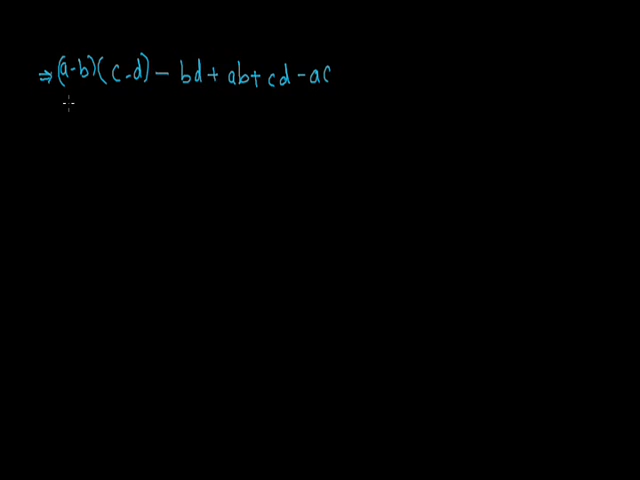 ⇒ (a-b)(c-d) - bd + ab + cd - ac